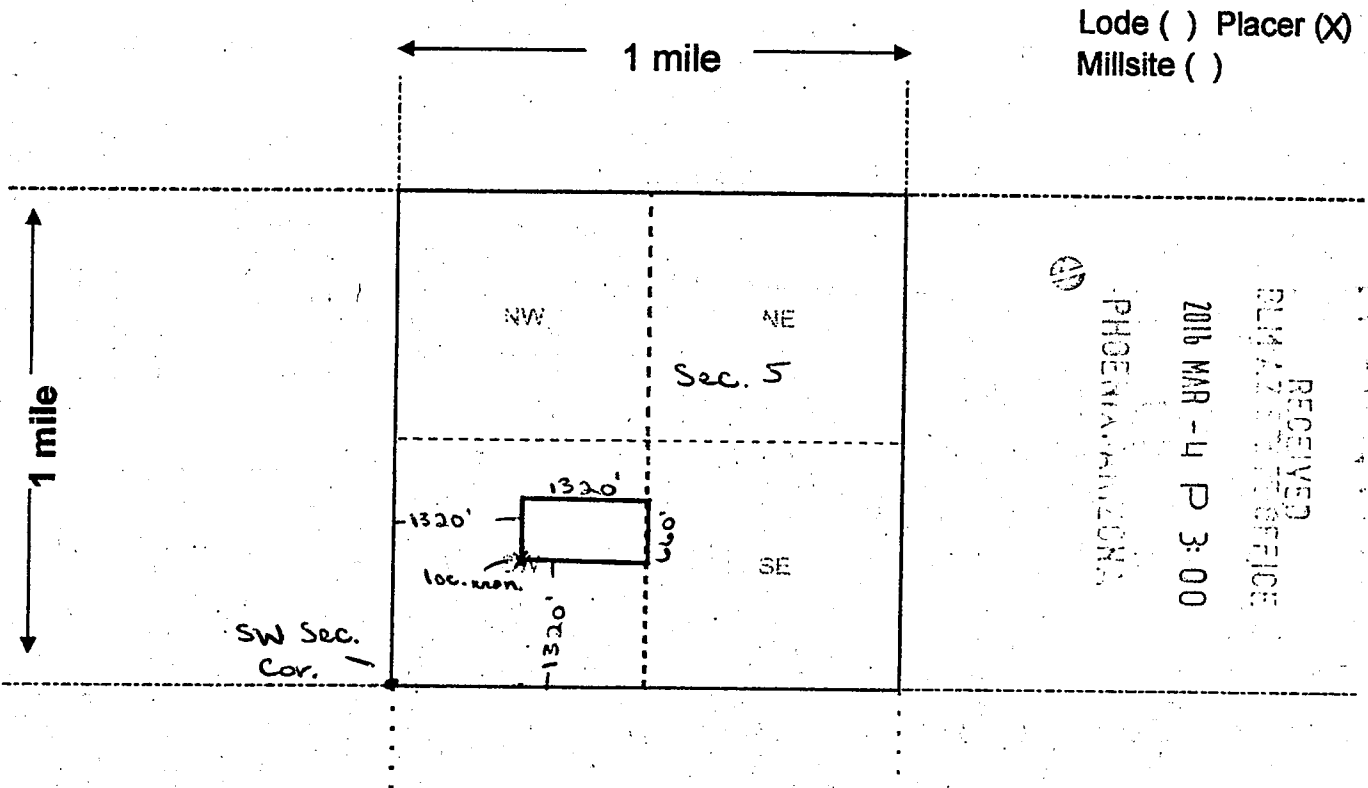 Lode ( ) Placer (X)
Millsite ( )
1 mile
1 mile
NW
NE
Sec. 5
1320'
1320'
660'
loc. mon.
SE
1320'
SW Sec.
Cor.
RECEIVED
OFFICE
MAR -4 P 3:00
PHOENIX, ARIZONA